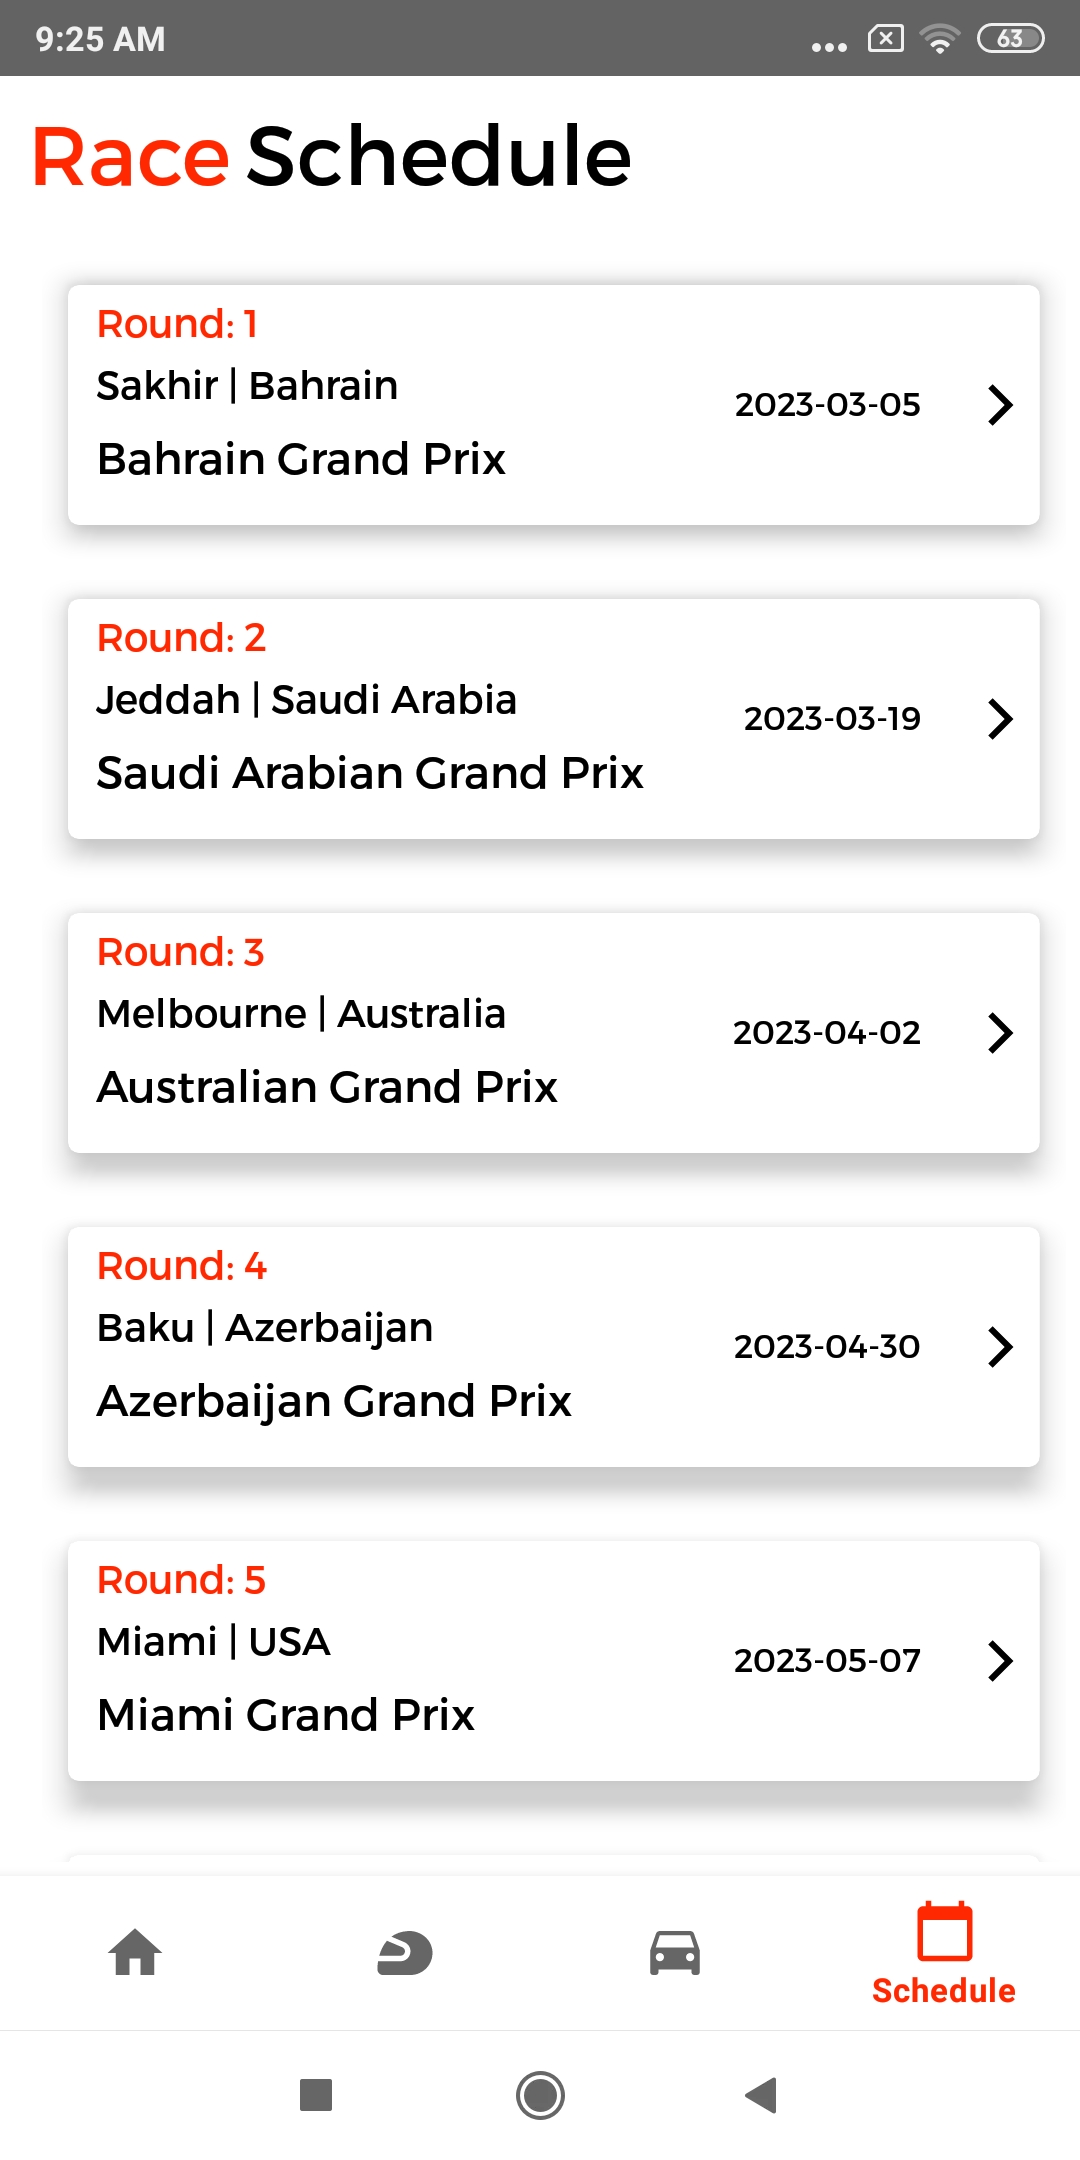 9:25 AM
63
Race Schedule
Round: 1
Sakhir | Bahrain
2023-03-05
Bahrain Grand Prix
Round: 2
Jeddah | Saudi Arabia
2023-03-19
Saudi Arabian Grand Prix
Round: 3
Melbourne | Australia
2023-04-02
Australian Grand Prix
Round: 4
Baku | Azerbaijan
2023-04-30
Azerbaijan Grand Prix
Round: 5
Miami | USA
2023-05-07
Miami Grand Prix
Schedule